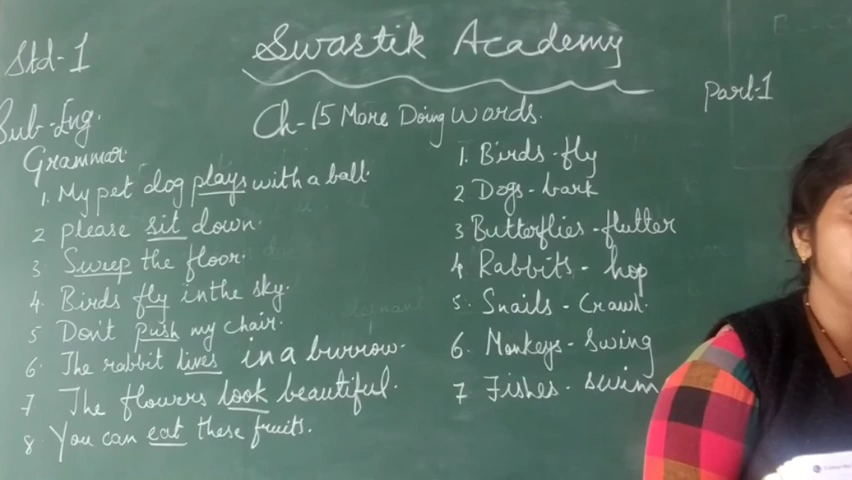 Std-1
Swastik Academy
Part-1
Sub-Eng.
Ch-15 More Doing words.
Grammar.
1. My pet dog plays with a ball.
2 please sit down.
3 Sweep the floor.
4. Birds fly in the sky.
5 Don't push my chair.
6. The rabbit lives in a burrow.
7 The flowers look beautiful.
8 You can eat these fruits.
1. Birds - fly
2 Dogs - bark
3 Butterflies - flutter
4 Rabbits - hop
5. Snails - Crawl.
6. Monkeys - Swing
7 Fishes - swim